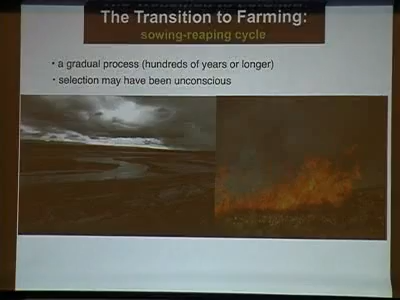 The Transition to Farming:
sowing-reaping cycle
• a gradual process (hundreds of years or longer)
• selection may have been unconscious